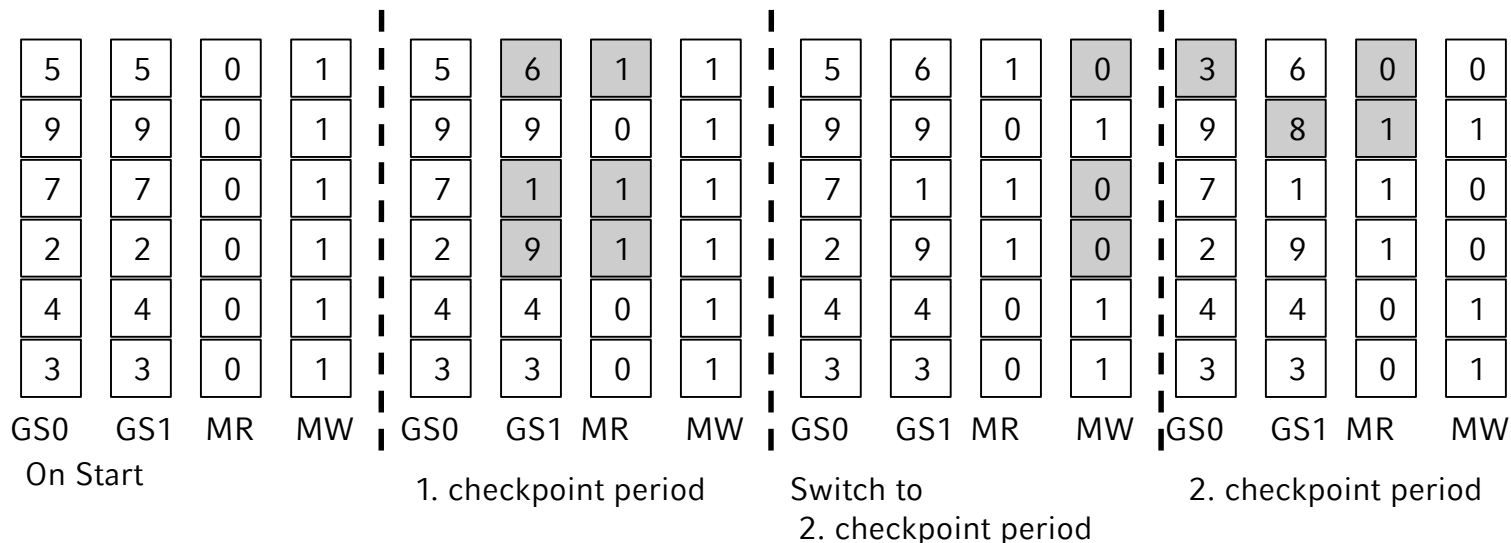 5 5 0 1 5 6 1 1 5 6 1 0 3 6 0 0
9 9 0 1 9 9 0 1 9 9 0 1 9 8 1 1
7 7 0 1 7 1 1 1 7 1 1 0 7 1 1 0
2 2 0 1 2 9 1 1 2 9 1 0 2 9 1 0
4 4 0 1 4 4 0 1 4 4 0 1 4 4 0 1
3 3 0 1 3 3 0 1 3 3 0 1 3 3 0 1
GS0 GS1 MR MW GS0 GS1 MR MW GS0 GS1 MR MW GS0 GS1 MR MW
On Start
1. checkpoint period
Switch to
2. checkpoint period
2. checkpoint period